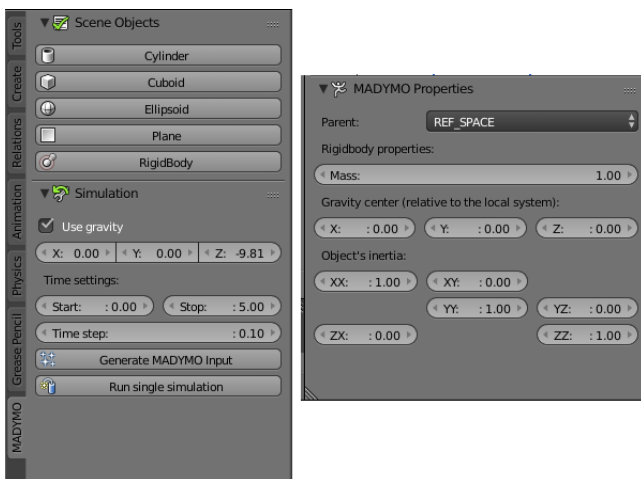 Tools
Create
Relations
Animation
Physics
Grease Pencil
MADYMO
Scene Objects
Cylinder
Cuboid
Ellipsoid
Plane
RigidBody
Simulation
Use gravity
X: 0.00 Y: 0.00 Z: -9.81
Time settings:
Start: : 0.00 Stop: : 5.00
Time step: : 0.10
Generate MADYMO Input
Run single simulation
MADYMO Properties
Parent: REF_SPACE
Rigidbody properties:
Mass: 1.00
Gravity center (relative to the local system):
X: : 0.00 Y: : 0.00 Z: : 0.00
Object's inertia:
XX: : 1.00 XY: : 0.00
YY: : 1.00 YZ: : 0.00
ZX: : 0.00 ZZ: : 1.00